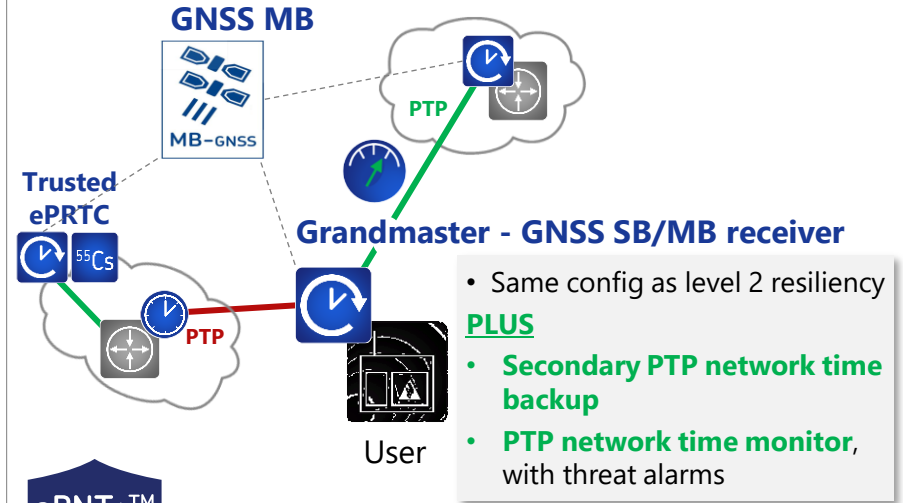 GNSS MB
MB-GNSS
PTP
Trusted
ePRTC
55Cs
Grandmaster - GNSS SB/MB receiver
PTP
User
• Same config as level 2 resiliency
PLUS
• Secondary PTP network time
backup
• PTP network time monitor,
with threat alarms